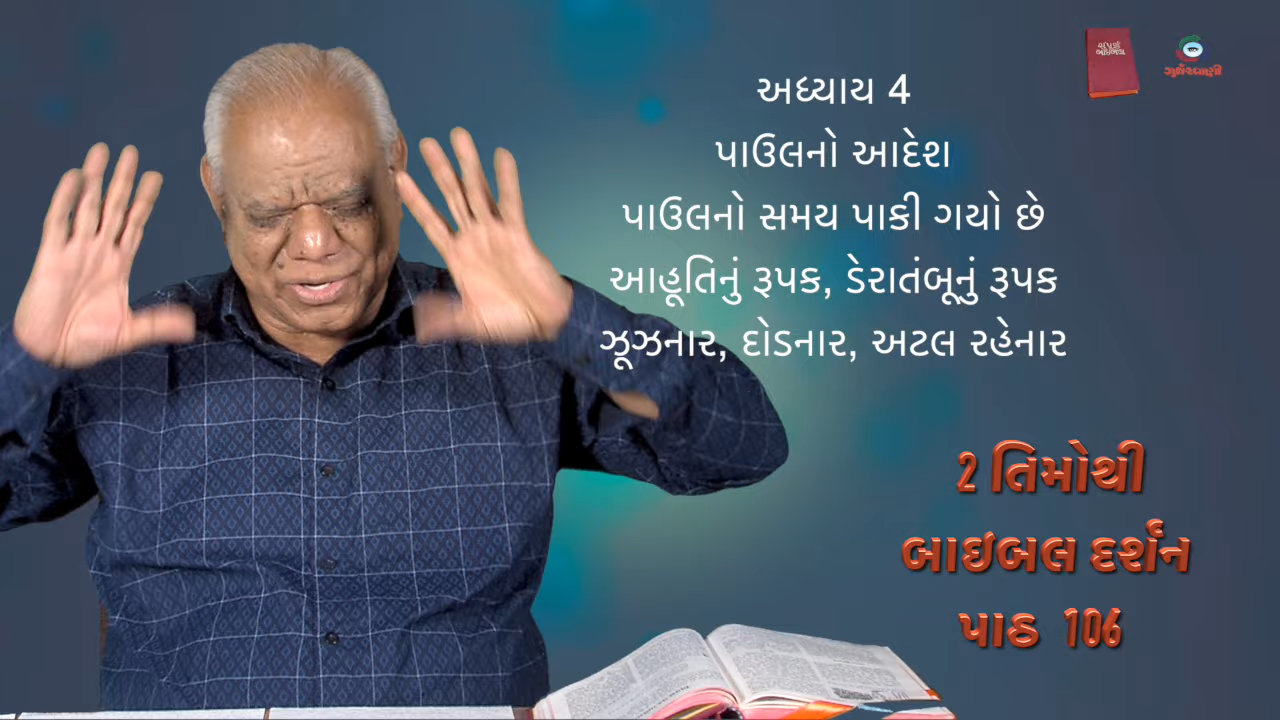 અધ્યાય 4
પાઉલનો આદેશ
પાઉલનો સમય પાકી ગયો છે
આહૂતિનું રૂપક, ડેરાતંબૂનું રૂપક
ઝૂઝનાર, દોડનાર, અટલ રહેનાર
2 તિમોથી
બાઇબલ દર્શન
પાઠ 106